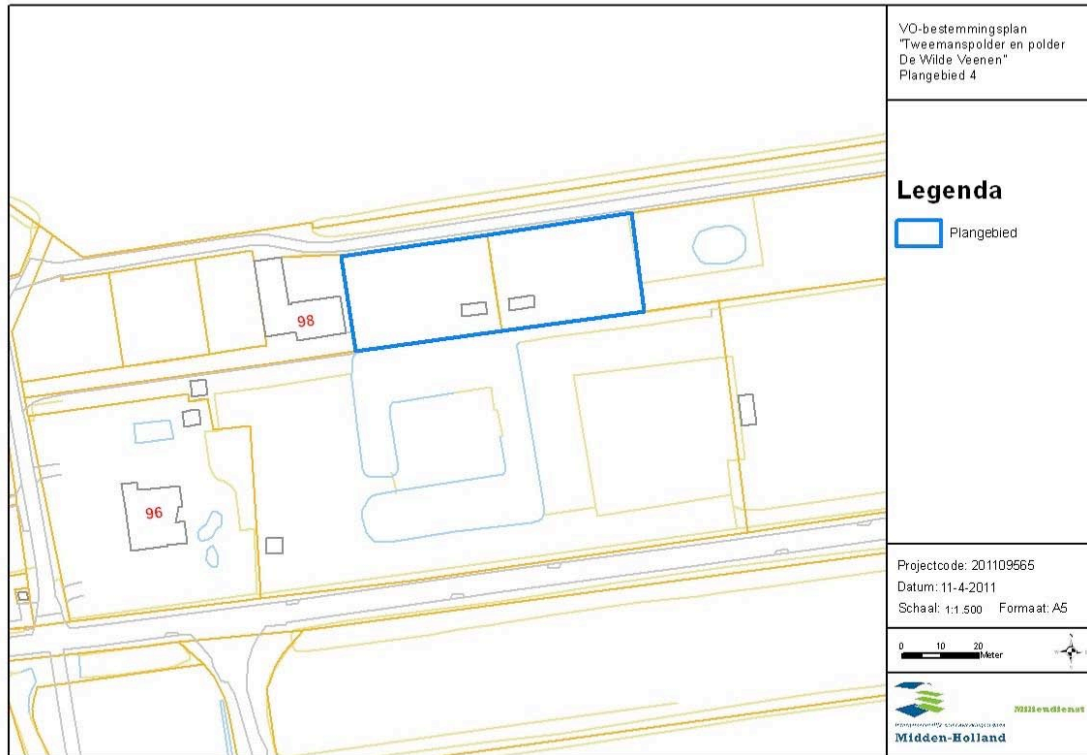 VO-bestemmingsplan
"Tweemanspolder en polder
De Wilde Veenen"
Plangebied 4
Legenda
Plangebied
98
96
Projectcode: 201109565
Datum: 11-4-2011
Schaal: 1:1.500 Formaat: A5
0 10 20
Meter
Milieudienst
Midden-Holland